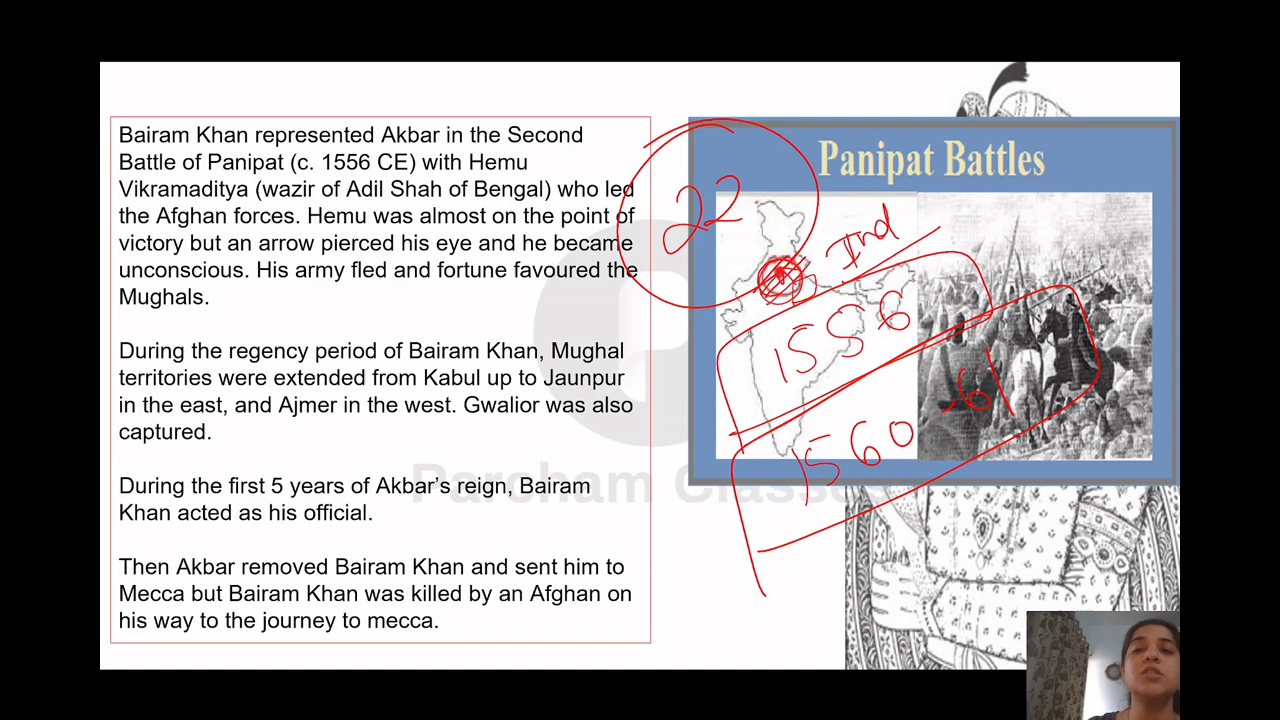 Bairam Khan represented Akbar in the Second
Battle of Panipat (c. 1556 CE) with Hemu
Vikramaditya (wazir of Adil Shah of Bengal) who led
the Afghan forces. Hemu was almost on the point of
victory but an arrow pierced his eye and he became
unconscious. His army fled and fortune favoured the
Mughals.
During the regency period of Bairam Khan, Mughal
territories were extended from Kabul up to Jaunpur
in the east, and Ajmer in the west. Gwalior was also
captured.
During the first 5 years of Akbar’s reign, Bairam
Khan acted as his official.
Then Akbar removed Bairam Khan and sent him to
Mecca but Bairam Khan was killed by an Afghan on
his way to the journey to mecca.
Parcham Classes
Panipat Battles
22
IInd
1556
1560-61